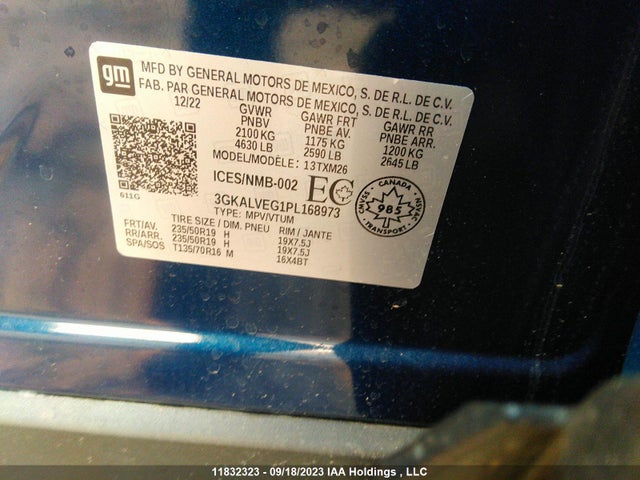 gm
MFD BY GENERAL MOTORS DE MEXICO, S. DE R.L. DE C.V.
FAB. PAR GENERAL MOTORS DE MEXICO, S. DE R.L. DE C.V.
12/22 GVWR GAWR FRT GAWR RR
PNBV PNBE AV. PNBE ARR.
2100 KG 1175 KG 1200 KG
4630 LB 2590 LB 2645 LB
MODEL/MODÈLE: 13TXM26
ICES/NMB-002 EC
611G 3GKALVEG1PL168973
TYPE: MPV/VTUM
CANADA
CMVSS NSVAC
985
TRANSPORT
TIRE SIZE / DIM. PNEU RIM / JANTE
FRT/AV. 235/50R19 H 19X7.5J
RR/ARR. 235/50R19 H 19X7.5J
SPA/SOS T135/70R16 M 16X4BT
11832323 - 09/18/2023 IAA Holdings , LLC